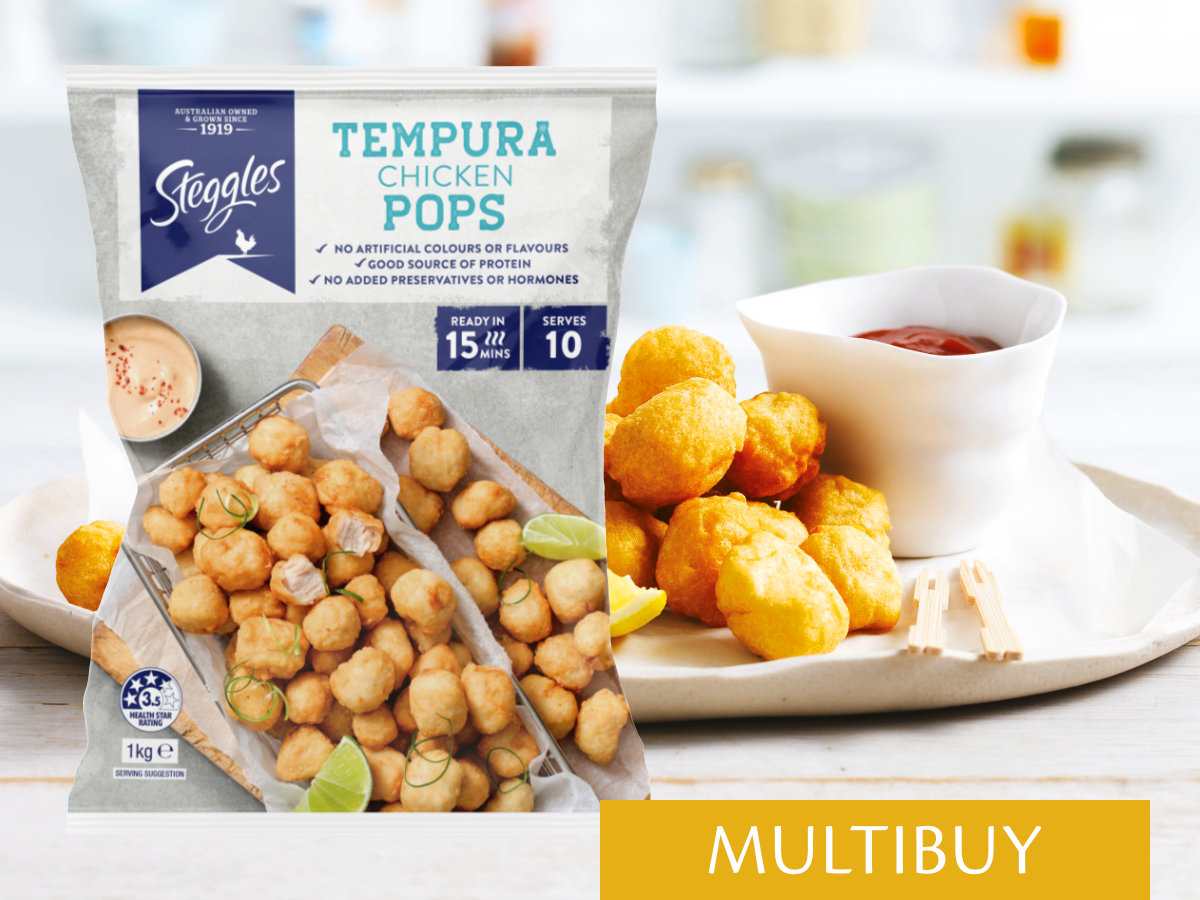 AUSTRALIAN OWNED
& GROWN SINCE
1919
Steggles
TEMPURA
CHICKEN
POPS
✓ NO ARTIFICIAL COLOURS OR FLAVOURS
✓ GOOD SOURCE OF PROTEIN
✓ NO ADDED PRESERVATIVES OR HORMONES
READY IN
15 MINS
SERVES
10
3.5
HEALTH STAR
RATING
1kg ℮
SERVING SUGGESTION
MULTIBUY